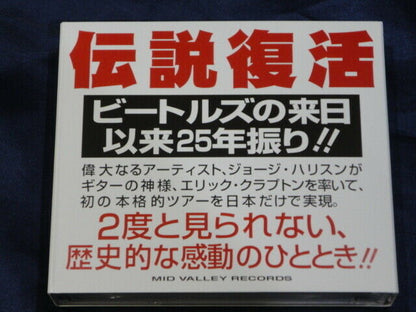 伝説復活
ビートルズの来日
以来25年振り!!
偉大なるアーティスト、ジョージ・ハリスンが
ギターの神様、エリック・クラプトンを率いて、
初の本格的ツアーを日本だけで実現。
2度と見られない、
歴史的な感動のひととき!!
MID VALLEY RECORDS